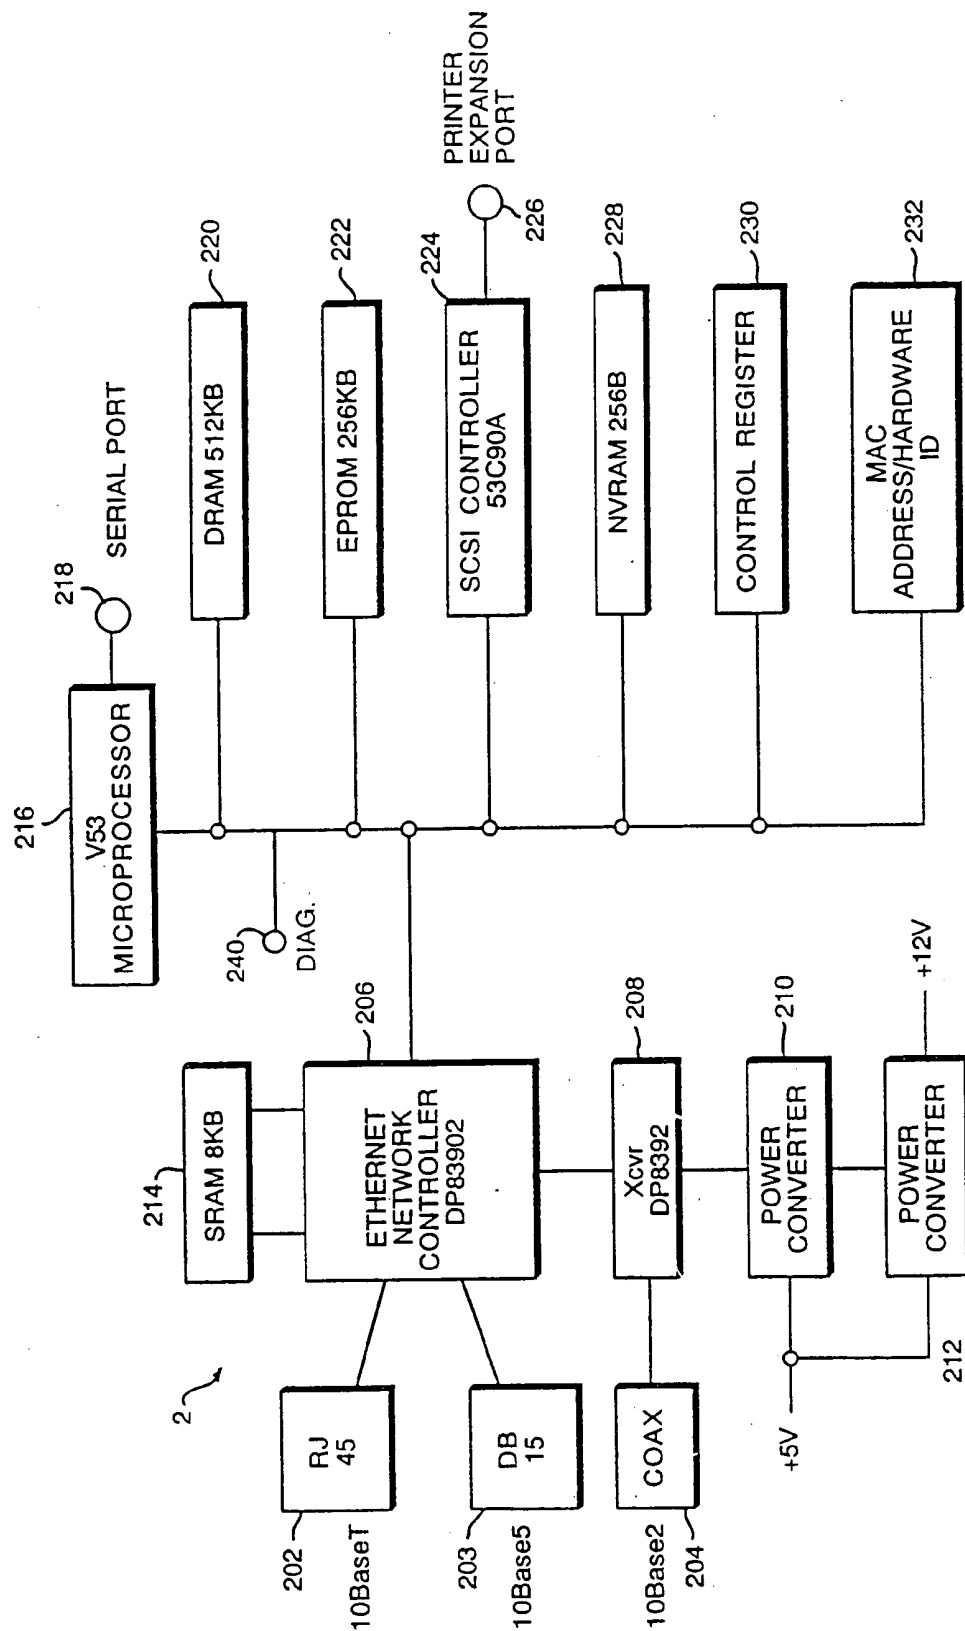 216
V53
MICROPROCESSOR
218
SERIAL PORT
240
DIAG.
220
DRAM 512KB
222
EPROM 256KB
224
SCSI CONTROLLER
53C90A
226
PRINTER
EXPANSION
PORT
228
NVRAM 256B
230
CONTROL REGISTER
232
MAC
ADDRESS/HARDWARE
ID
2
214
SRAM 8KB
206
ETHERNET
NETWORK
CONTROLLER
DP83902
202
RJ
45
10BaseT
203
DB
15
10Base5
204
COAX
10Base2
208
Xcvr
DP8392
210
POWER
CONVERTER
+5V
212
POWER
CONVERTER
+12V